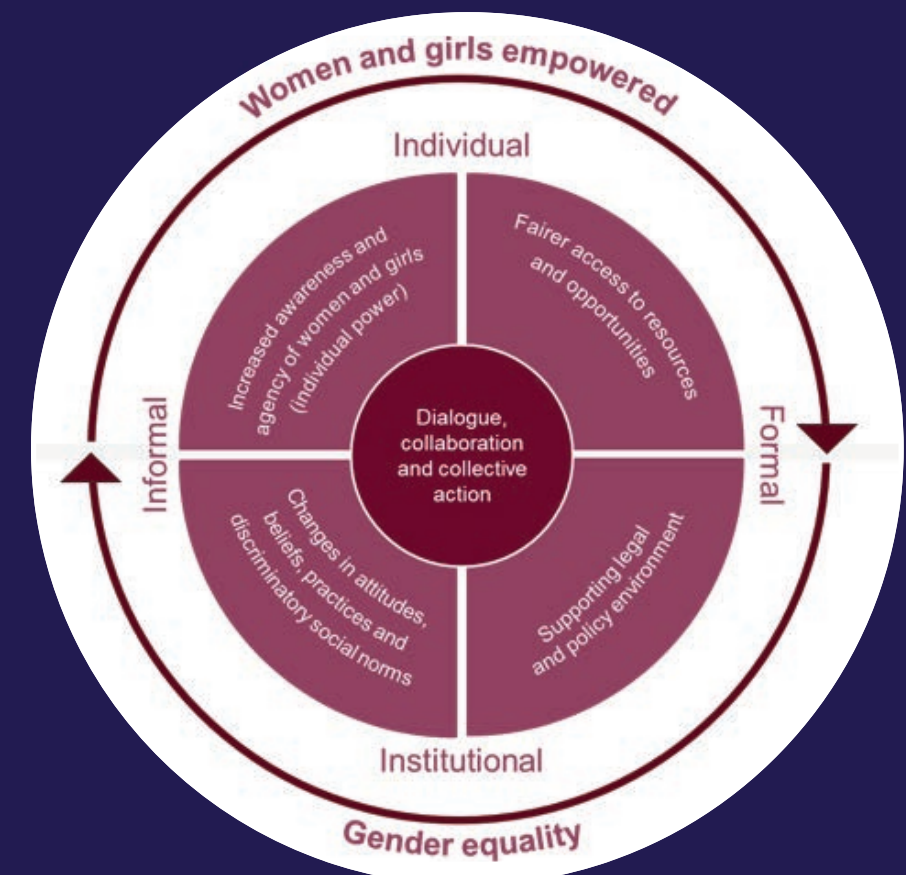 Women and girls empowered
Individual
Increased awareness and
agency of women and girls
(individual power)
Fairer access to resources
and opportunities
Informal
Dialogue,
collaboration
and collective
action
Formal
Changes in attitudes,
beliefs, practices and
discriminatory social norms
Supporting legal
and policy environment
Institutional
Gender equality